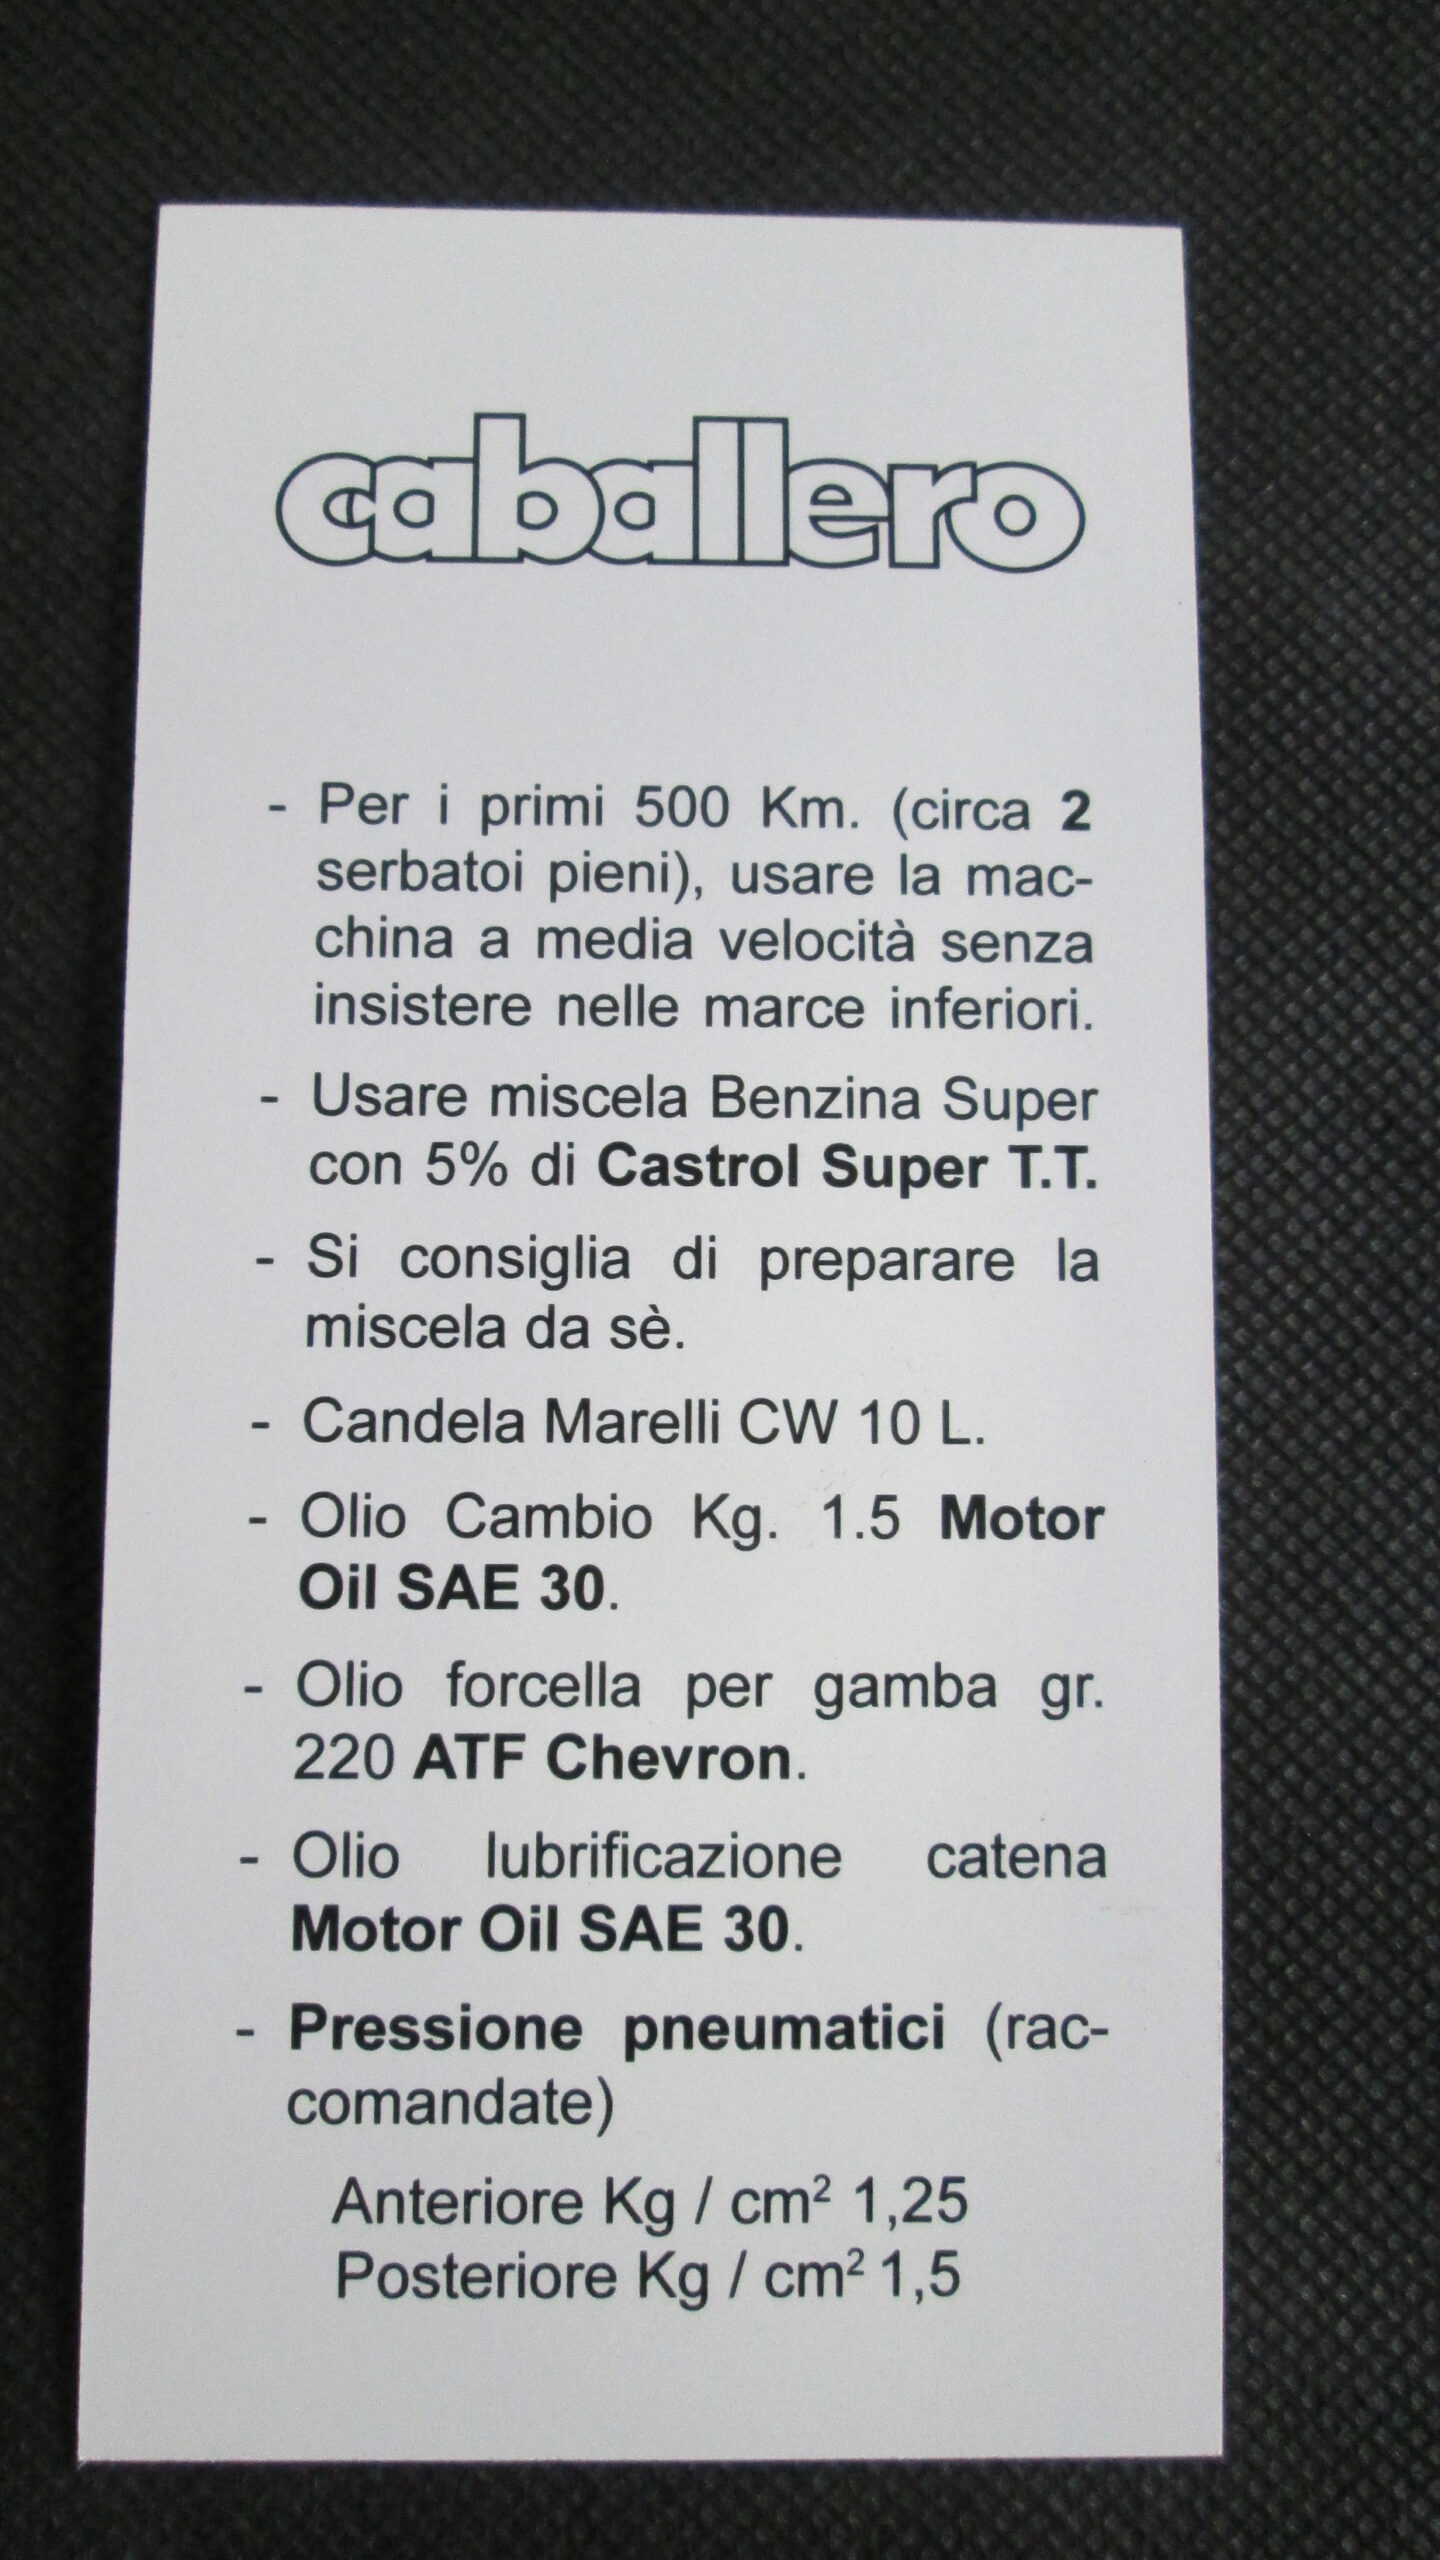 caballero
- Per i primi 500 Km. (circa 2
serbatoi pieni), usare la mac-
china a media velocità senza
insistere nelle marce inferiori.
- Usare miscela Benzina Super
con 5% di Castrol Super T.T.
- Si consiglia di preparare la
miscela da sè.
- Candela Marelli CW 10 L.
- Olio Cambio Kg. 1.5 Motor
Oil SAE 30.
- Olio forcella per gamba gr.
220 ATF Chevron.
- Olio lubrificazione catena
Motor Oil SAE 30.
- Pressione pneumatici (rac-
comandate)
Anteriore Kg / cm² 1,25
Posteriore Kg / cm² 1,5